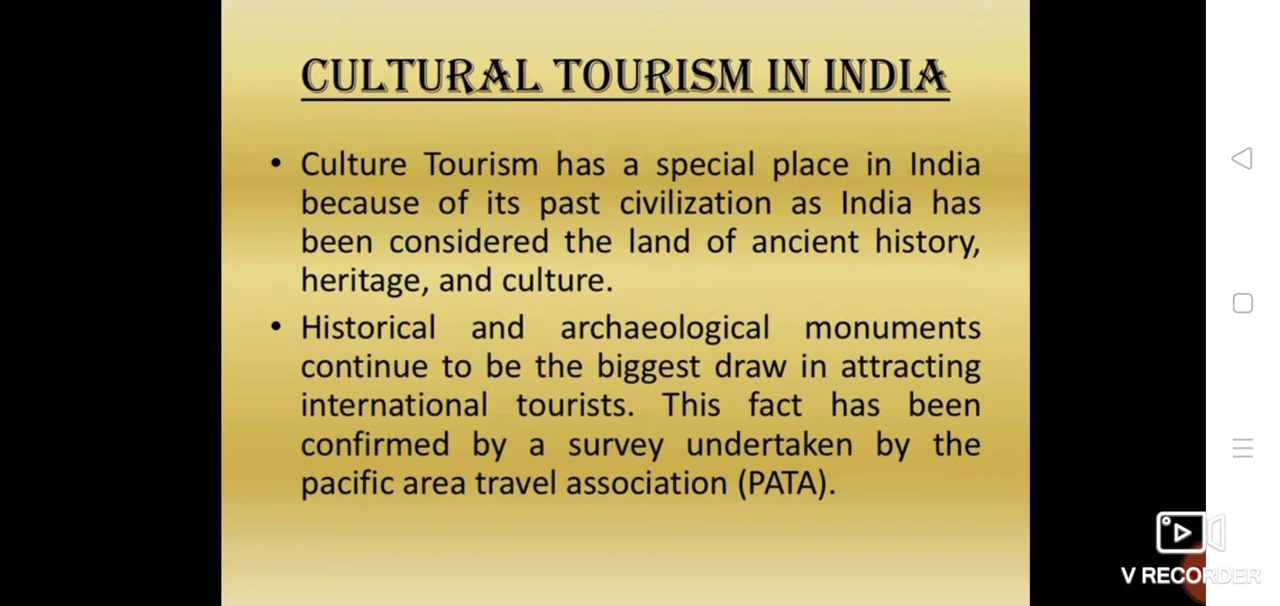 CULTURAL TOURISM IN INDIA
• Culture Tourism has a special place in India
because of its past civilization as India has
been considered the land of ancient history,
heritage, and culture.
• Historical and archaeological monuments
continue to be the biggest draw in attracting
international tourists. This fact has been
confirmed by a survey undertaken by the
pacific area travel association (PATA).
V RECORDER